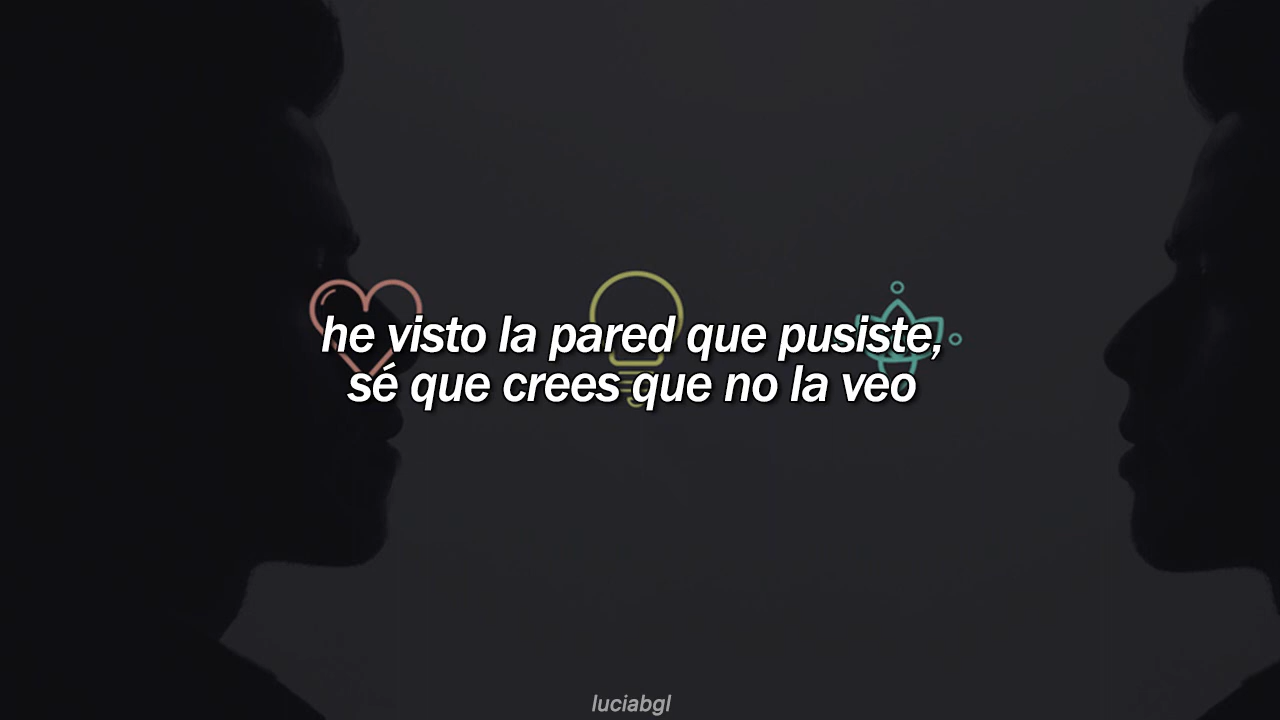 he visto la pared que pusiste,
sé que crees que no la veo
luciabgl